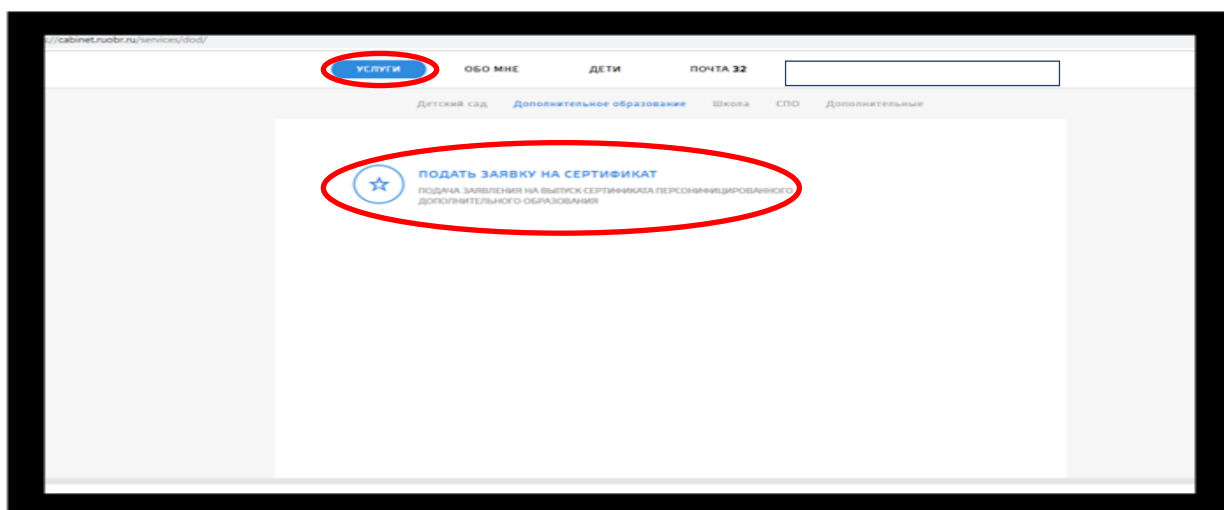 ://cabinet.ruobr.ru/services/dod/
УСЛУГИ ОБО МНЕ ДЕТИ ПОЧТА 32
Детский сад Дополнительное образование Школа СПО Дополнительные
ПОДАТЬ ЗАЯВКУ НА СЕРТИФИКАТ
ПОДАЧА ЗАЯВЛЕНИЯ НА ВЫПУСК СЕРТИФИКАТА ПЕРСОНИФИЦИРОВАННОГО
ДОПОЛНИТЕЛЬНОГО ОБРАЗОВАНИЯ